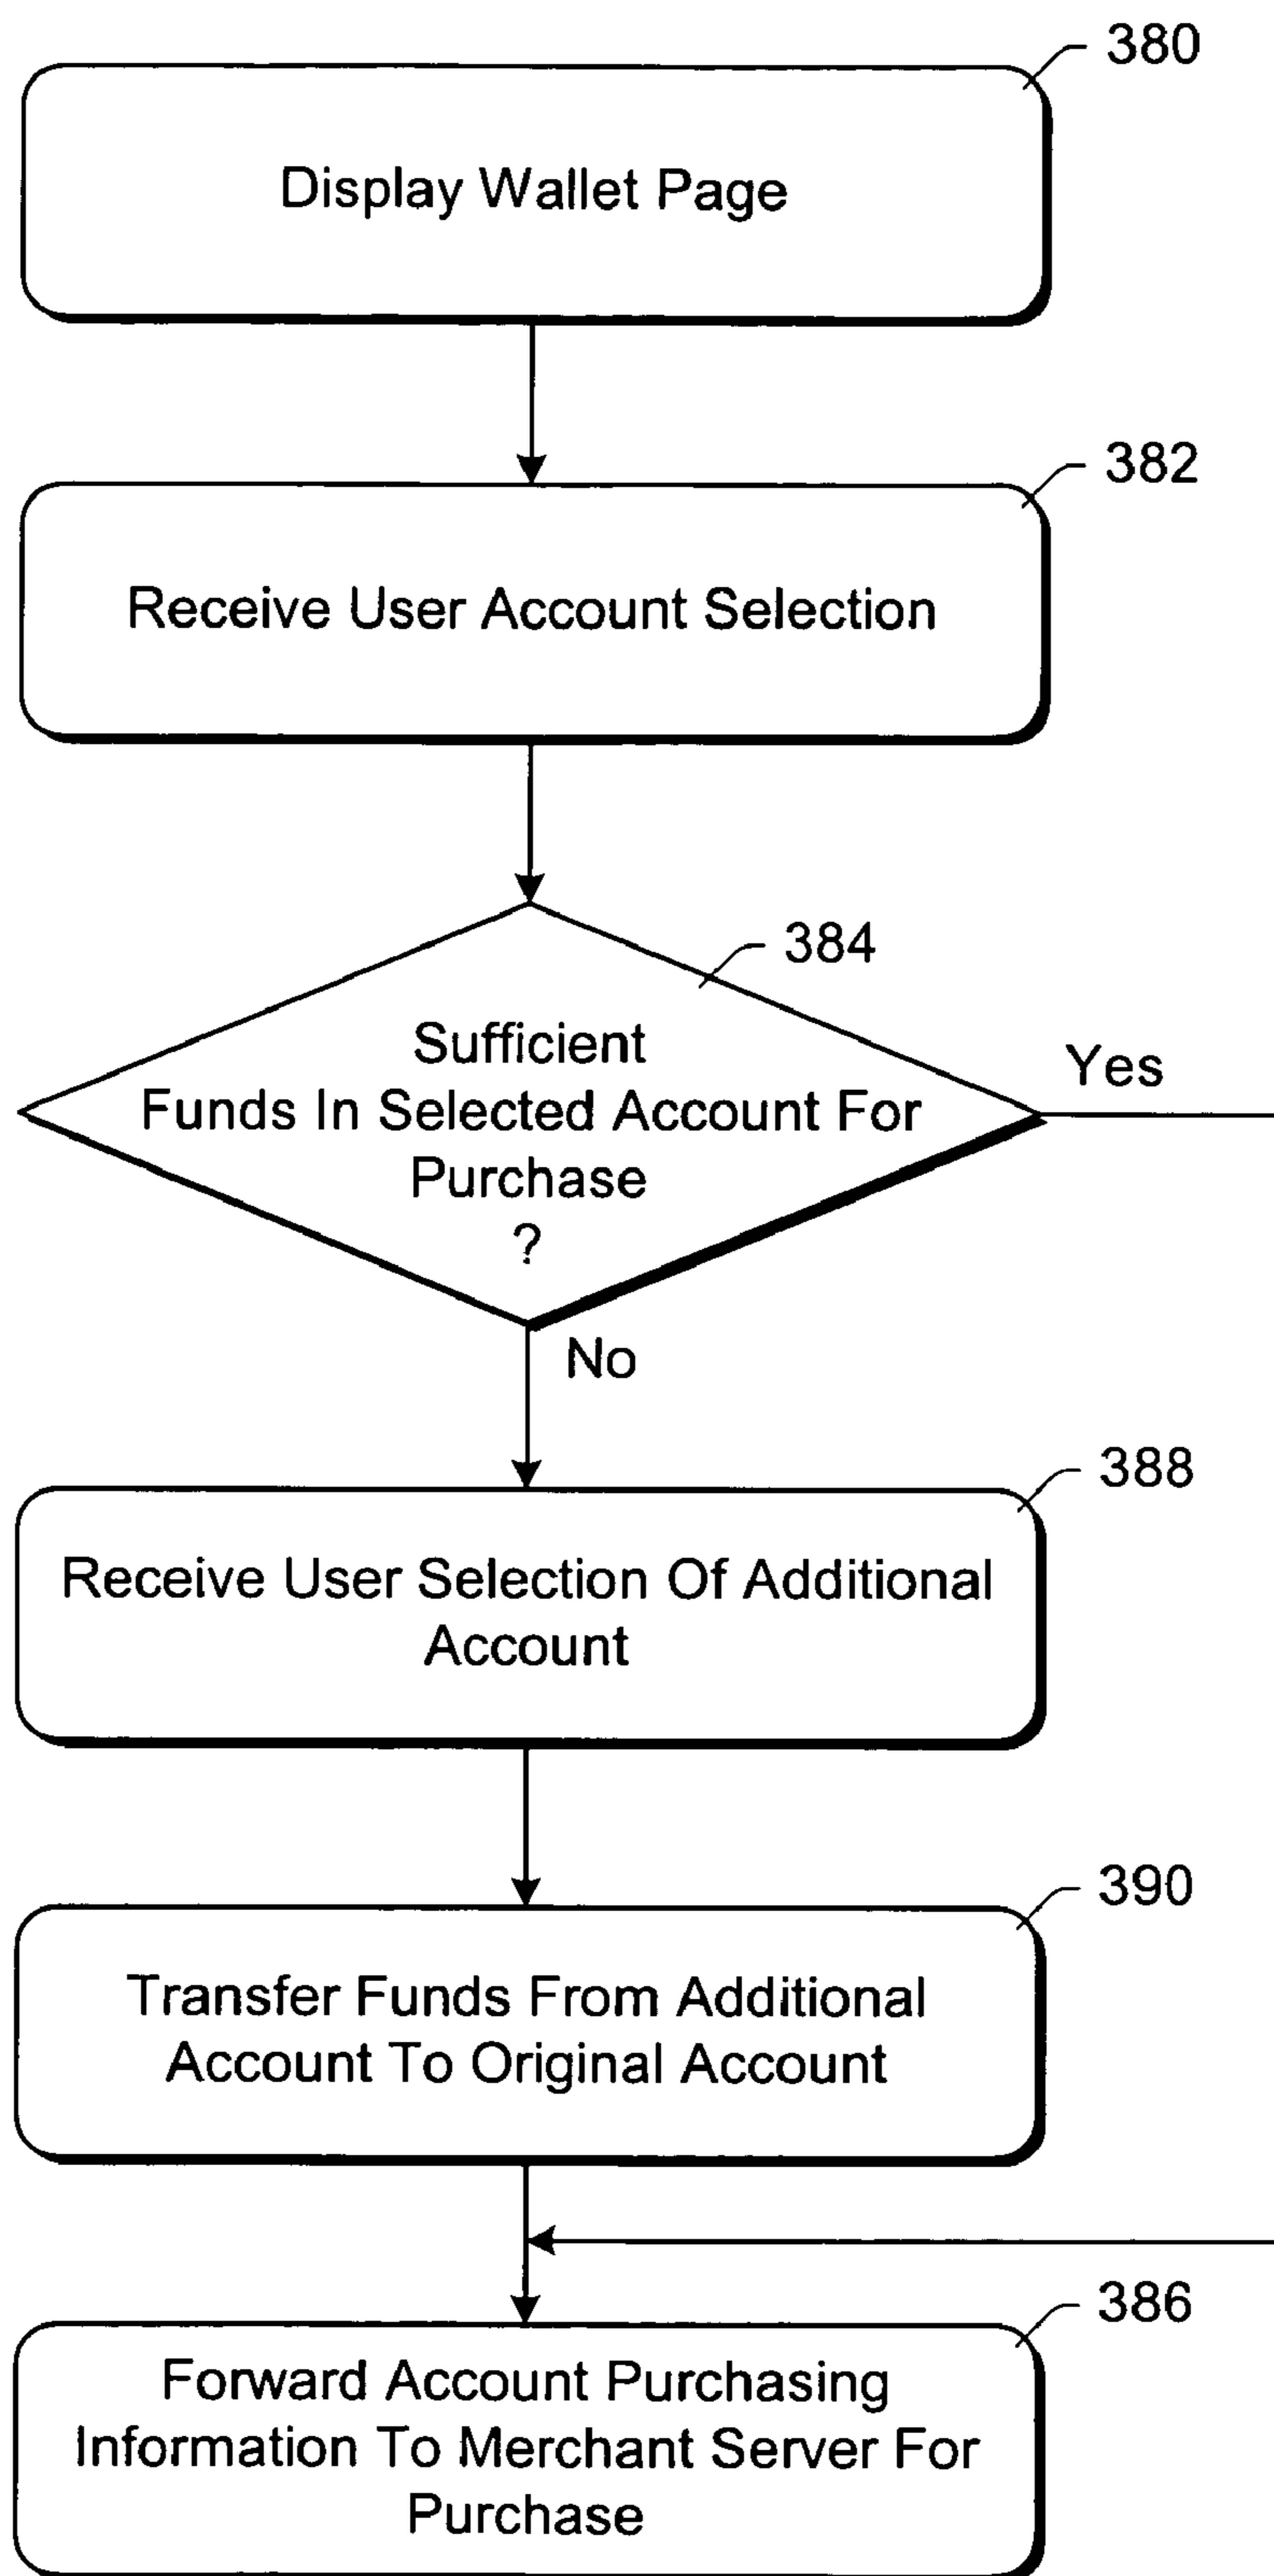 380
Display Wallet Page
382
Receive User Account Selection
384
Sufficient
Funds In Selected Account For
Purchase
?
Yes
No
388
Receive User Selection Of Additional
Account
390
Transfer Funds From Additional
Account To Original Account
386
Forward Account Purchasing
Information To Merchant Server For
Purchase